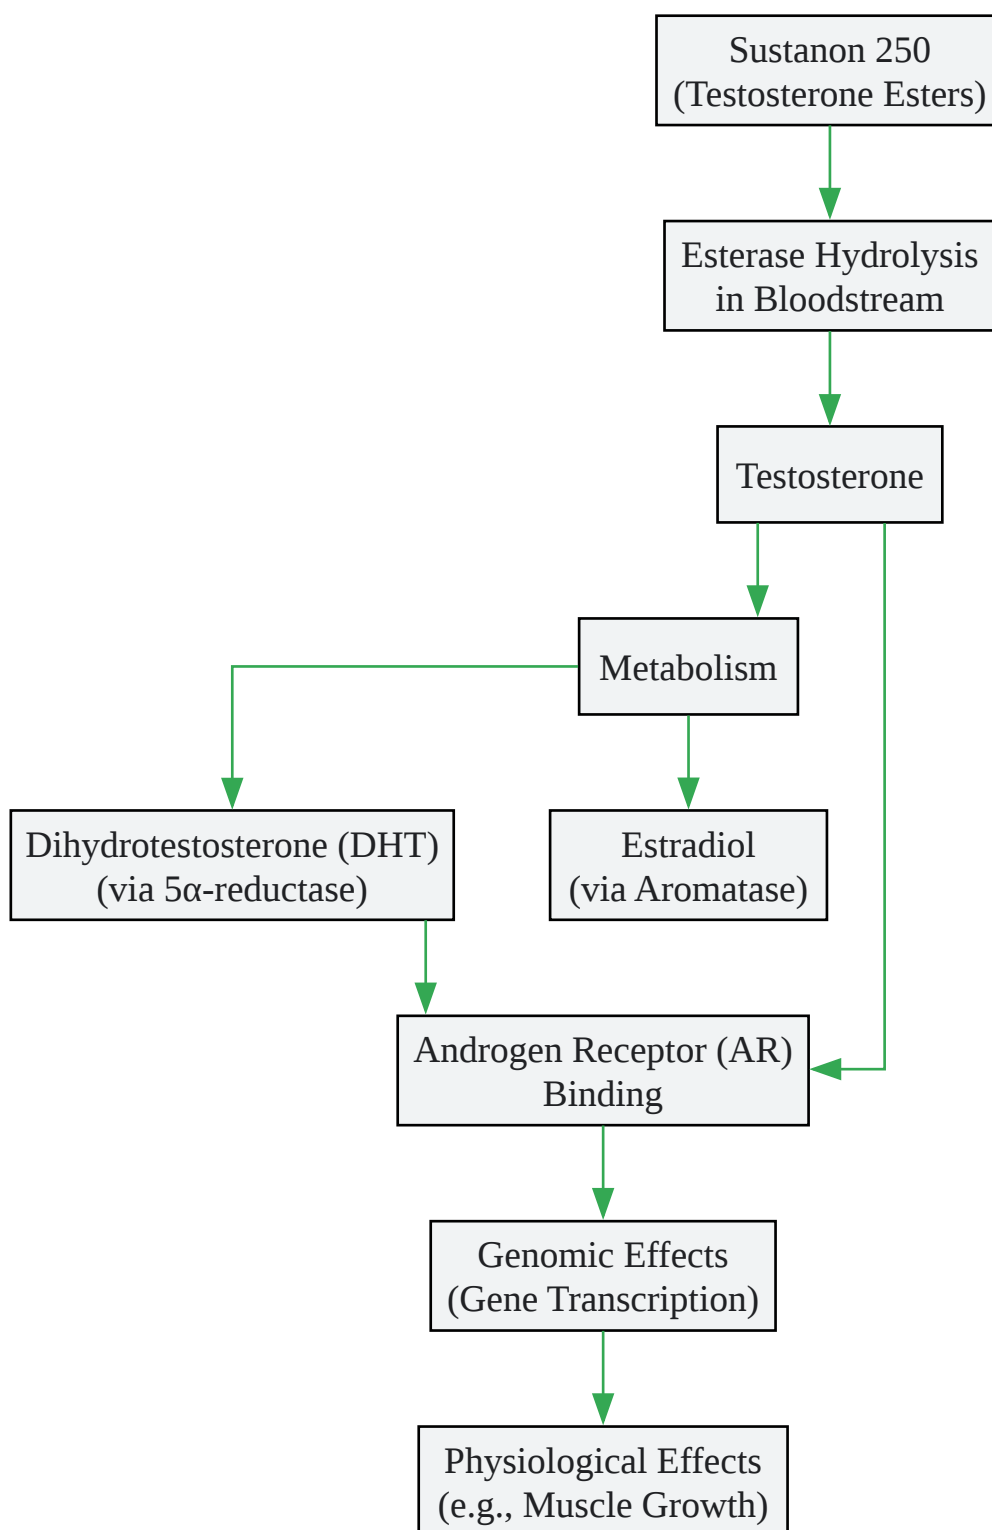 Sustanon 250
(Testosterone Esters)
Esterase Hydrolysis
in Bloodstream
Testosterone
Metabolism
Dihydrotestosterone (DHT)
(via 5α-reductase)
Estradiol
(via Aromatase)
Androgen Receptor (AR)
Binding
Genomic Effects
(Gene Transcription)
Physiological Effects
(e.g., Muscle Growth)